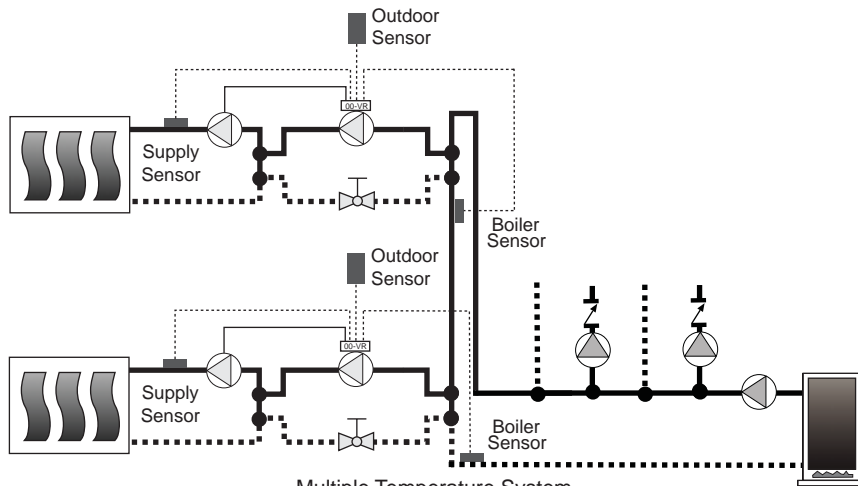 Outdoor
Sensor
00-VR
Supply
Sensor
Boiler
Sensor
Outdoor
Sensor
00-VR
Supply
Sensor
Boiler
Sensor
Multiple Temperature System